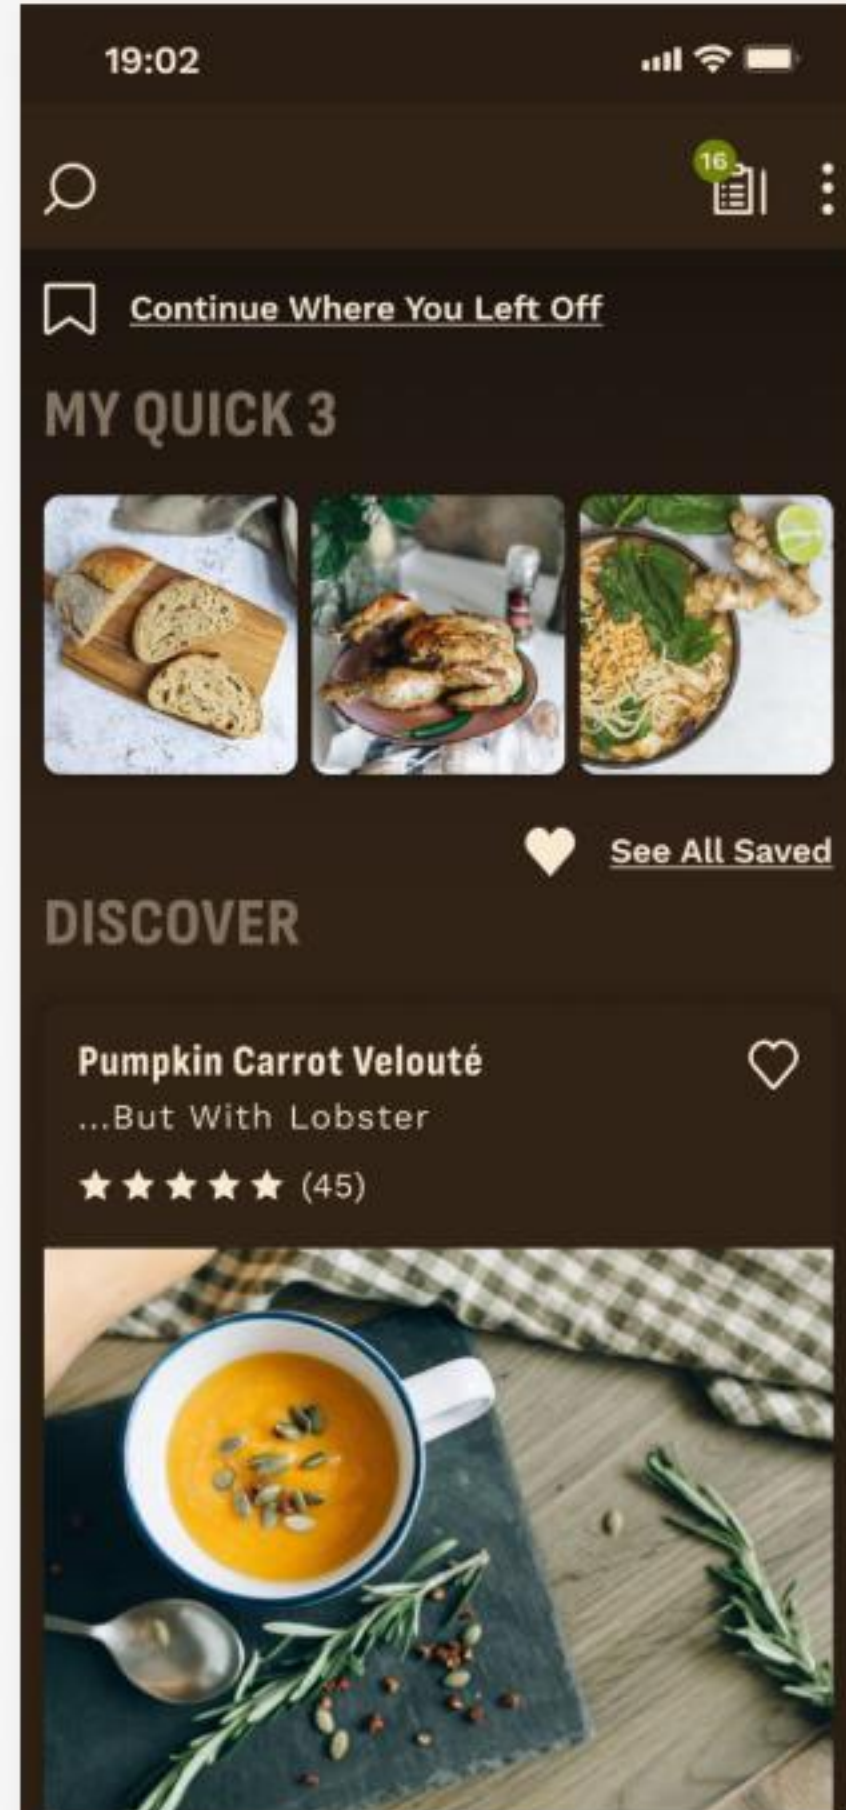 19:02
16
Continue Where You Left Off
MY QUICK 3
See All Saved
DISCOVER
Pumpkin Carrot Velouté
...But With Lobster
(45)